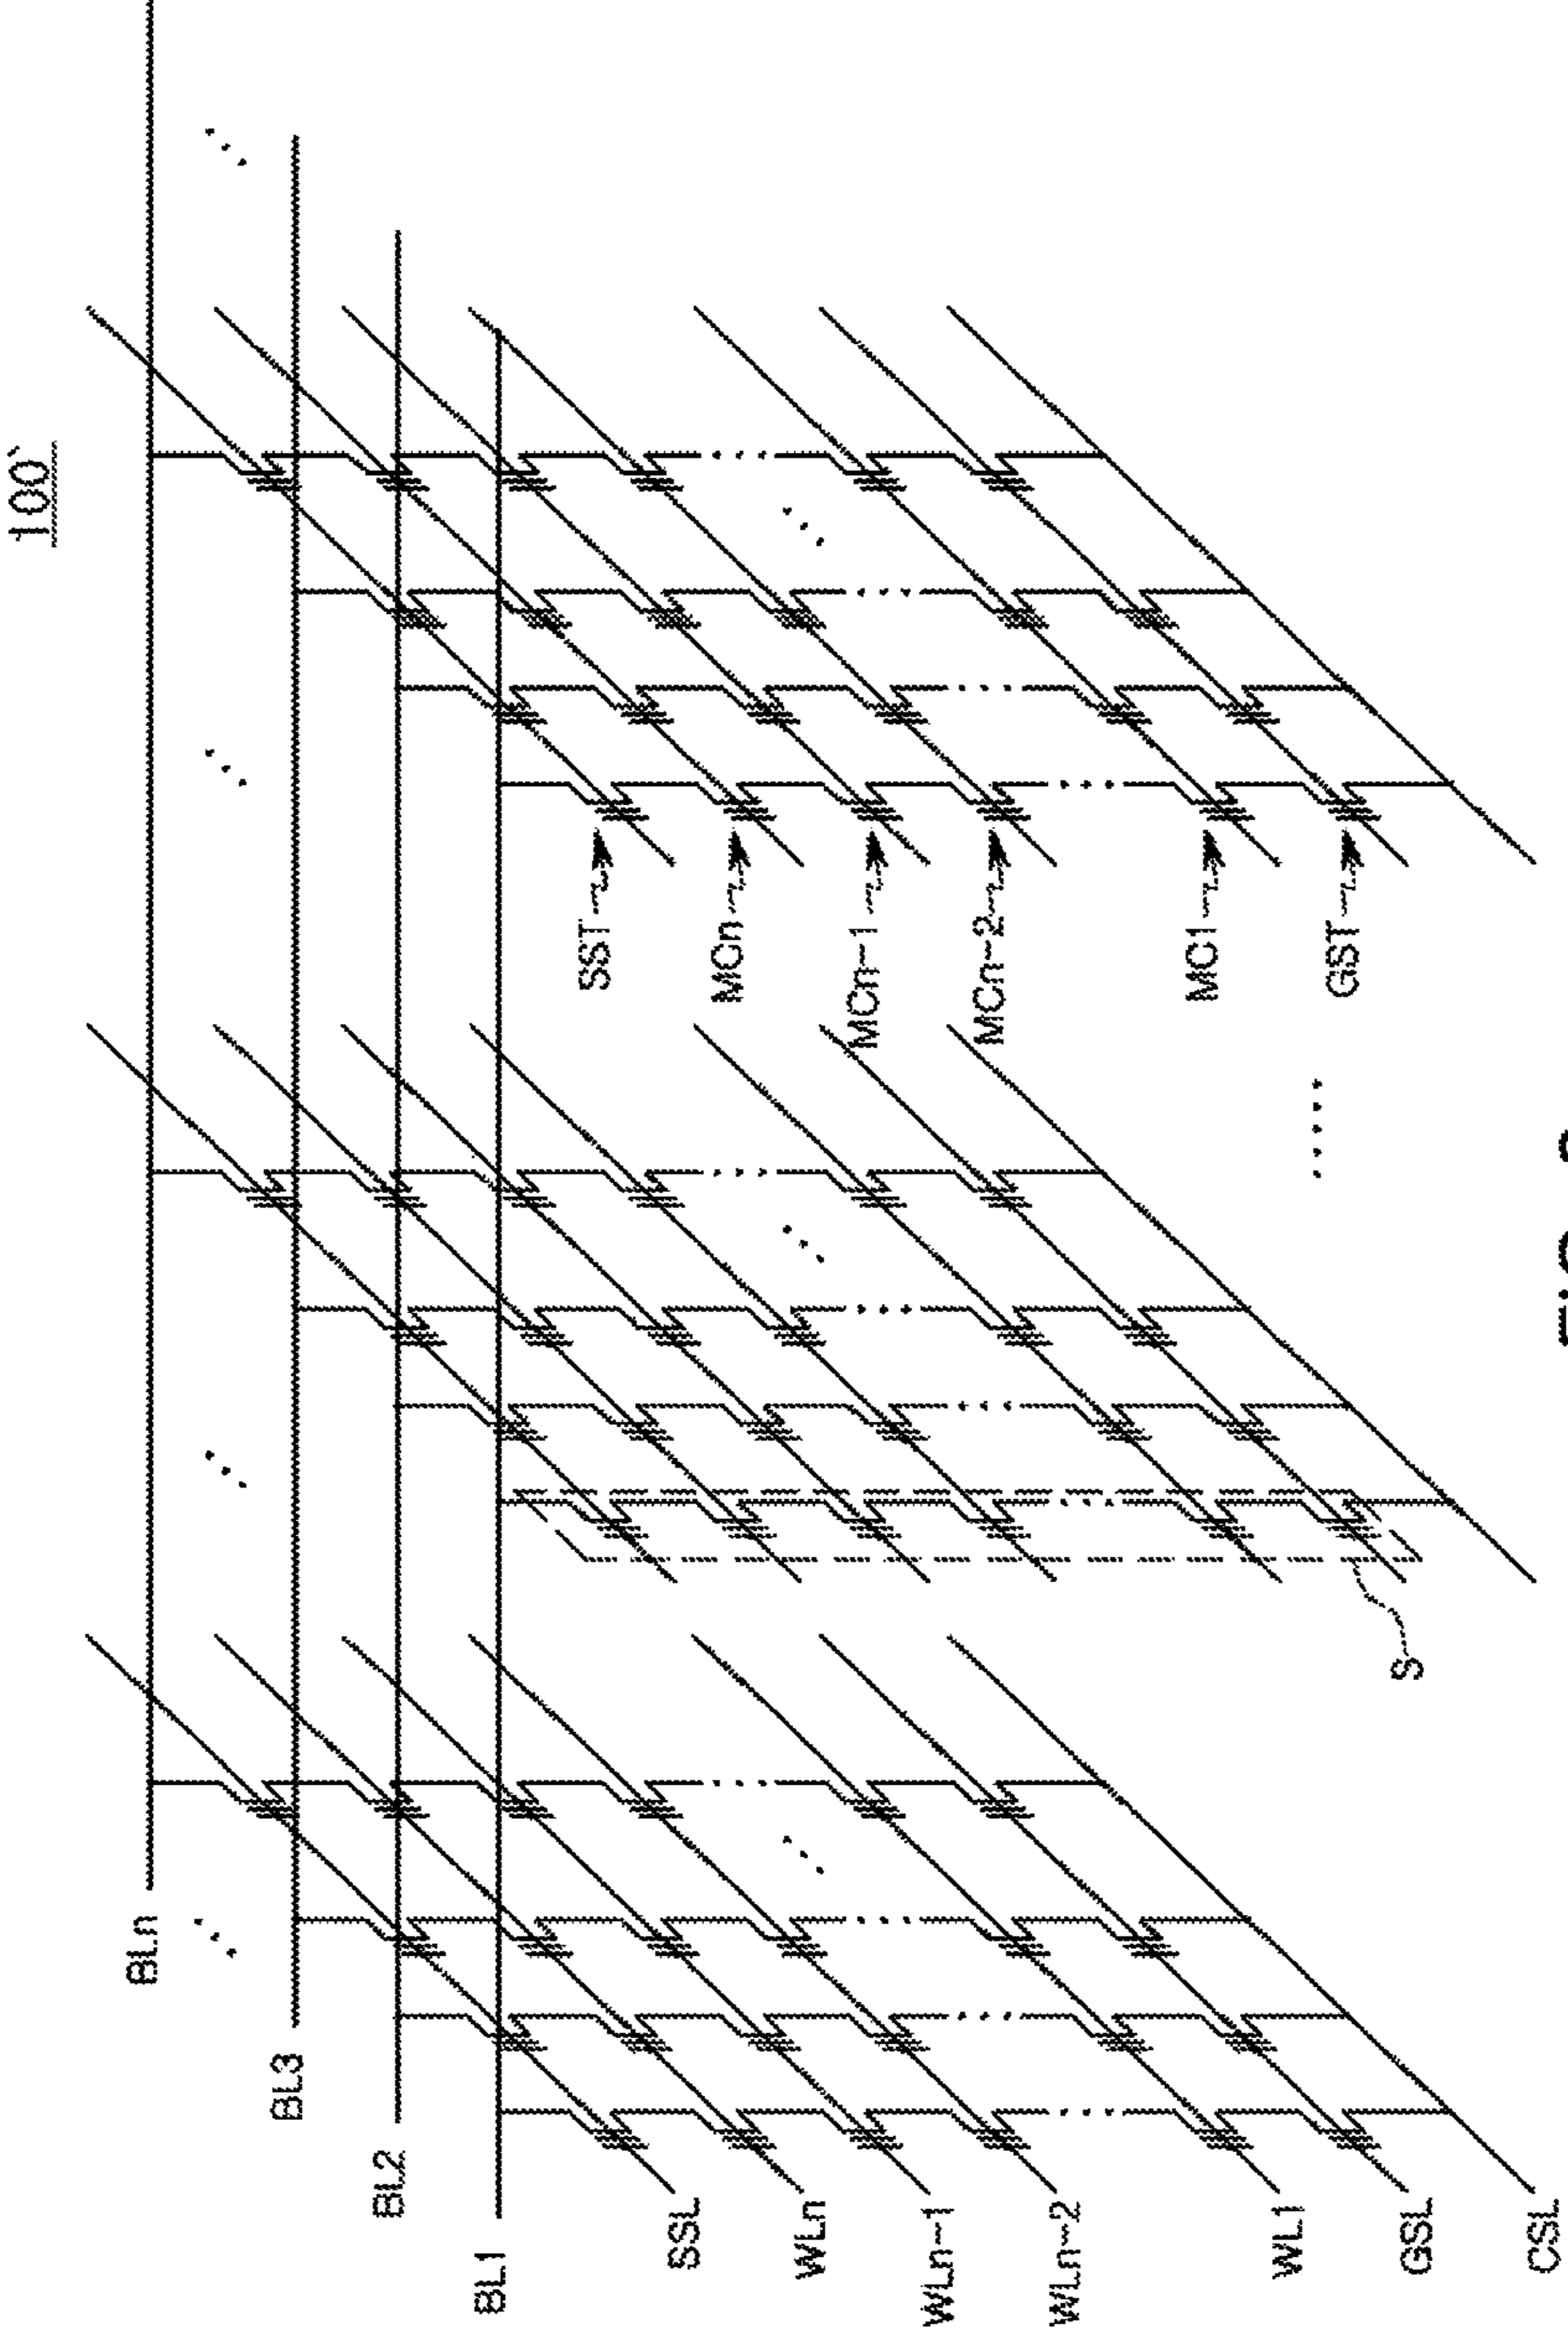 100'
BLn
BL3
BL2
BL1
SSL
WLn
WLn-1
WLn-2
WL1
GSL
CSL
SST
MCn
MCn-1
MCn-2
MC1
GST
S